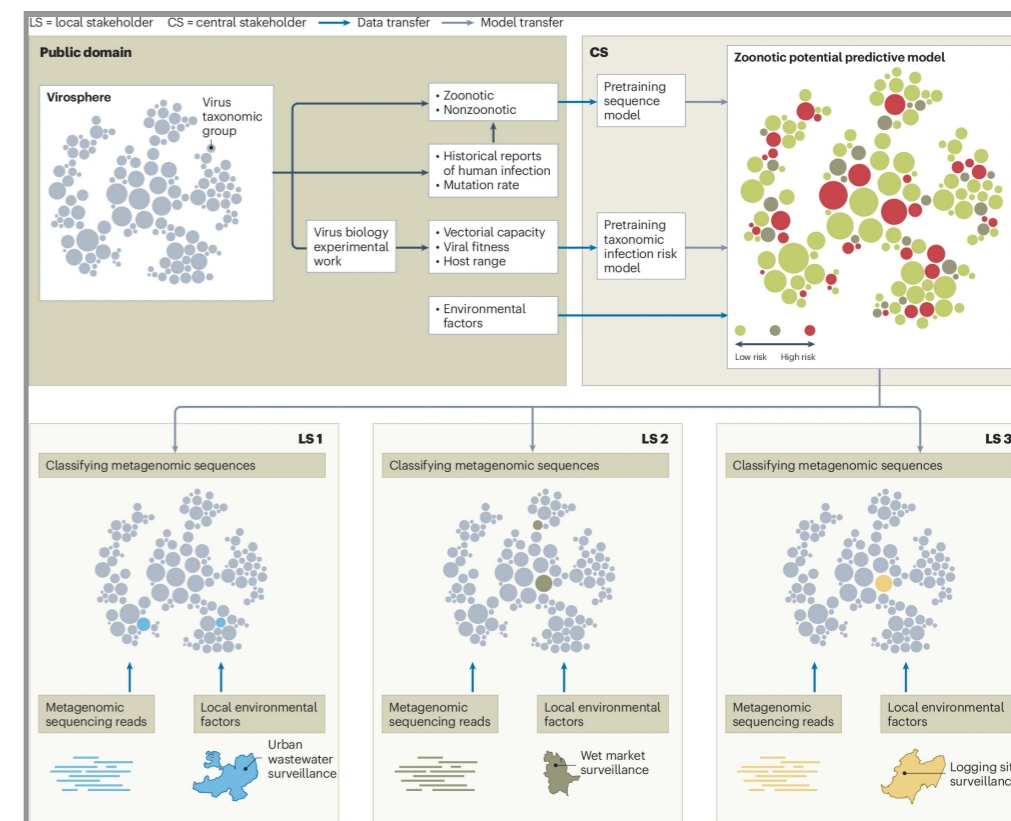 LS = local stakeholder CS = central stakeholder Data transfer Model transfer
Public domain
Virosphere
Virus
taxonomic
group
• Zoonotic
• Nonzoonotic
• Historical reports
of human infection
• Mutation rate
Virus biology
experimental
work
• Vectorial capacity
• Viral fitness
• Host range
• Environmental
factors
CS
Pretraining
sequence
model
Pretraining
taxonomic
infection risk
model
Zoonotic potential predictive model
Low risk High risk
LS 1
Classifying metagenomic sequences
Metagenomic
sequencing reads
Local environmental
factors
Urban
wastewater
surveillance
LS 2
Classifying metagenomic sequences
Metagenomic
sequencing reads
Local environmental
factors
Wet market
surveillance
LS 3
Classifying metagenomic sequences
Metagenomic
sequencing reads
Local environmental
factors
Logging